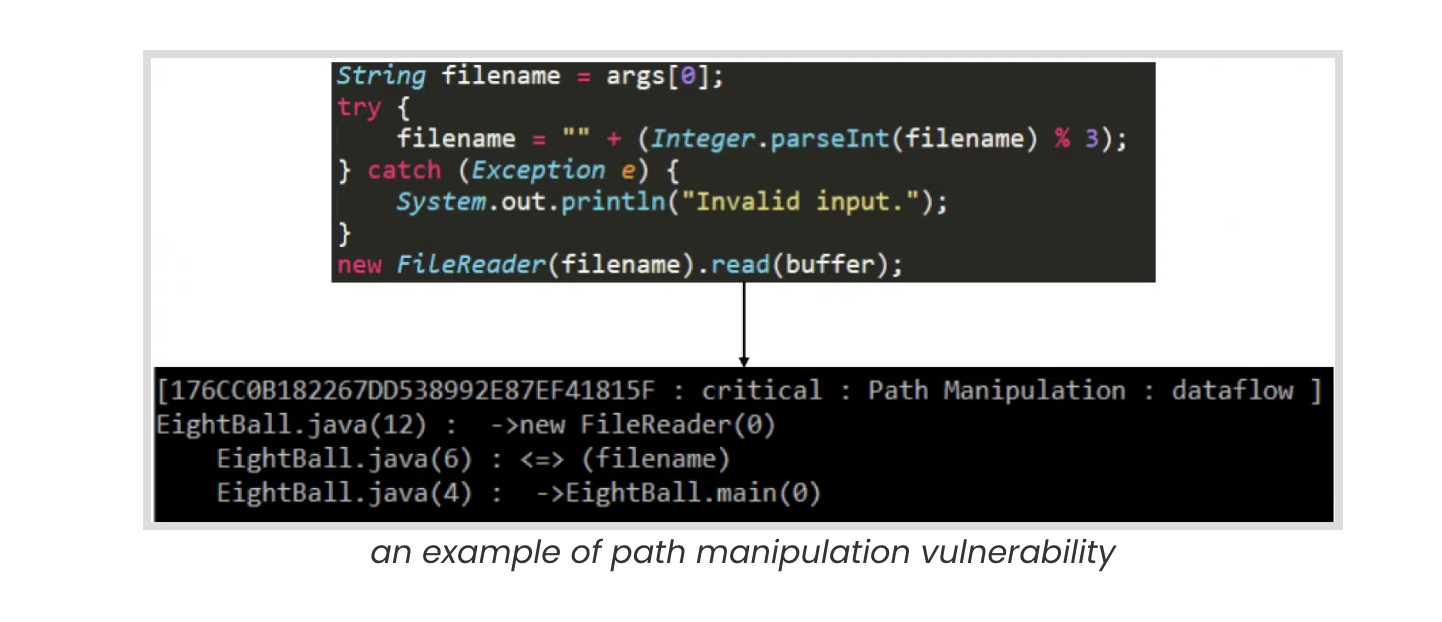 String filename = args[0];
try {
    filename = "" + (Integer.parseInt(filename) % 3);
} catch (Exception e) {
    System.out.println("Invalid input.");
}
new FileReader(filename).read(buffer);
[176CC0B182267DD538992E87EF41815F : critical : Path Manipulation : dataflow ]
EightBall.java(12) :  ->new FileReader(0)
    EightBall.java(6) : <=> (filename)
    EightBall.java(4) :  ->EightBall.main(0)
an example of path manipulation vulnerability